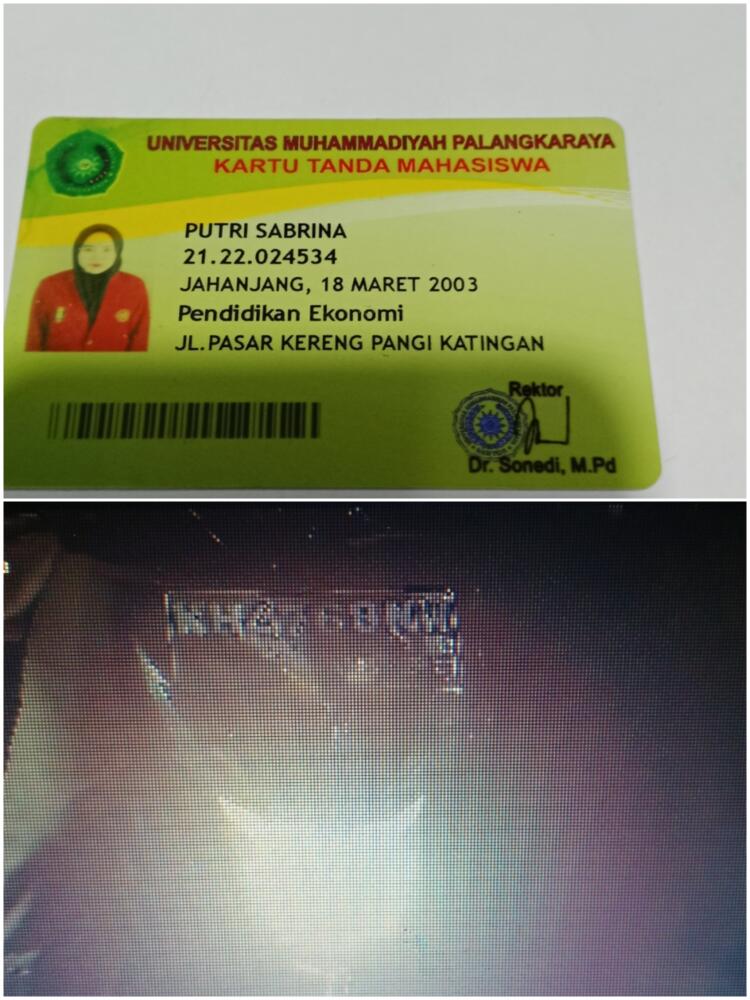 UNIVERSITAS MUHAMMADIYAH PALANGKARAYA
KARTU TANDA MAHASISWA
PUTRI SABRINA
21.22.024534
JAHANJANG, 18 MARET 2003
Pendidikan Ekonomi
JL.PASAR KERENG PANGI KATINGAN
Rektor
Dr. Sonedi, M.Pd